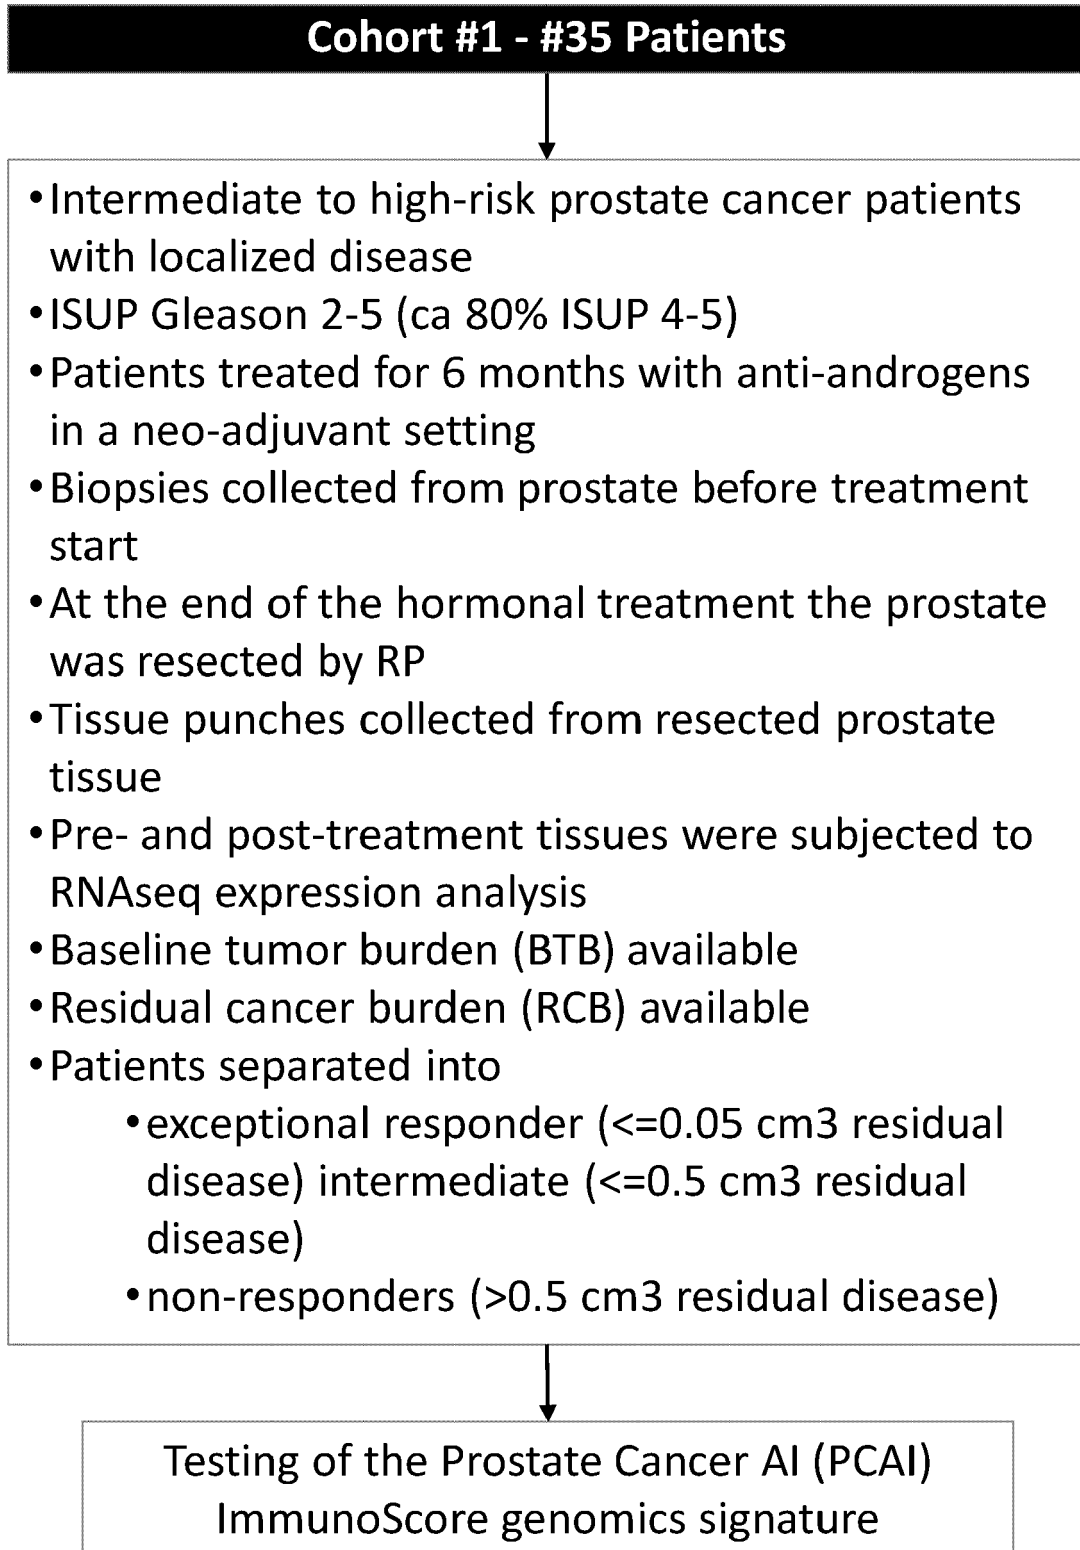 Cohort #1 - #35 Patients
•Intermediate to high-risk prostate cancer patients
with localized disease
•ISUP Gleason 2-5 (ca 80% ISUP 4-5)
•Patients treated for 6 months with anti-androgens
in a neo-adjuvant setting
•Biopsies collected from prostate before treatment
start
•At the end of the hormonal treatment the prostate
was resected by RP
•Tissue punches collected from resected prostate
tissue
•Pre- and post-treatment tissues were subjected to
RNAseq expression analysis
•Baseline tumor burden (BTB) available
•Residual cancer burden (RCB) available
•Patients separated into
•exceptional responder (<=0.05 cm3 residual
disease) intermediate (<=0.5 cm3 residual
disease)
•non-responders (>0.5 cm3 residual disease)
Testing of the Prostate Cancer AI (PCAI)
ImmunoScore genomics signature